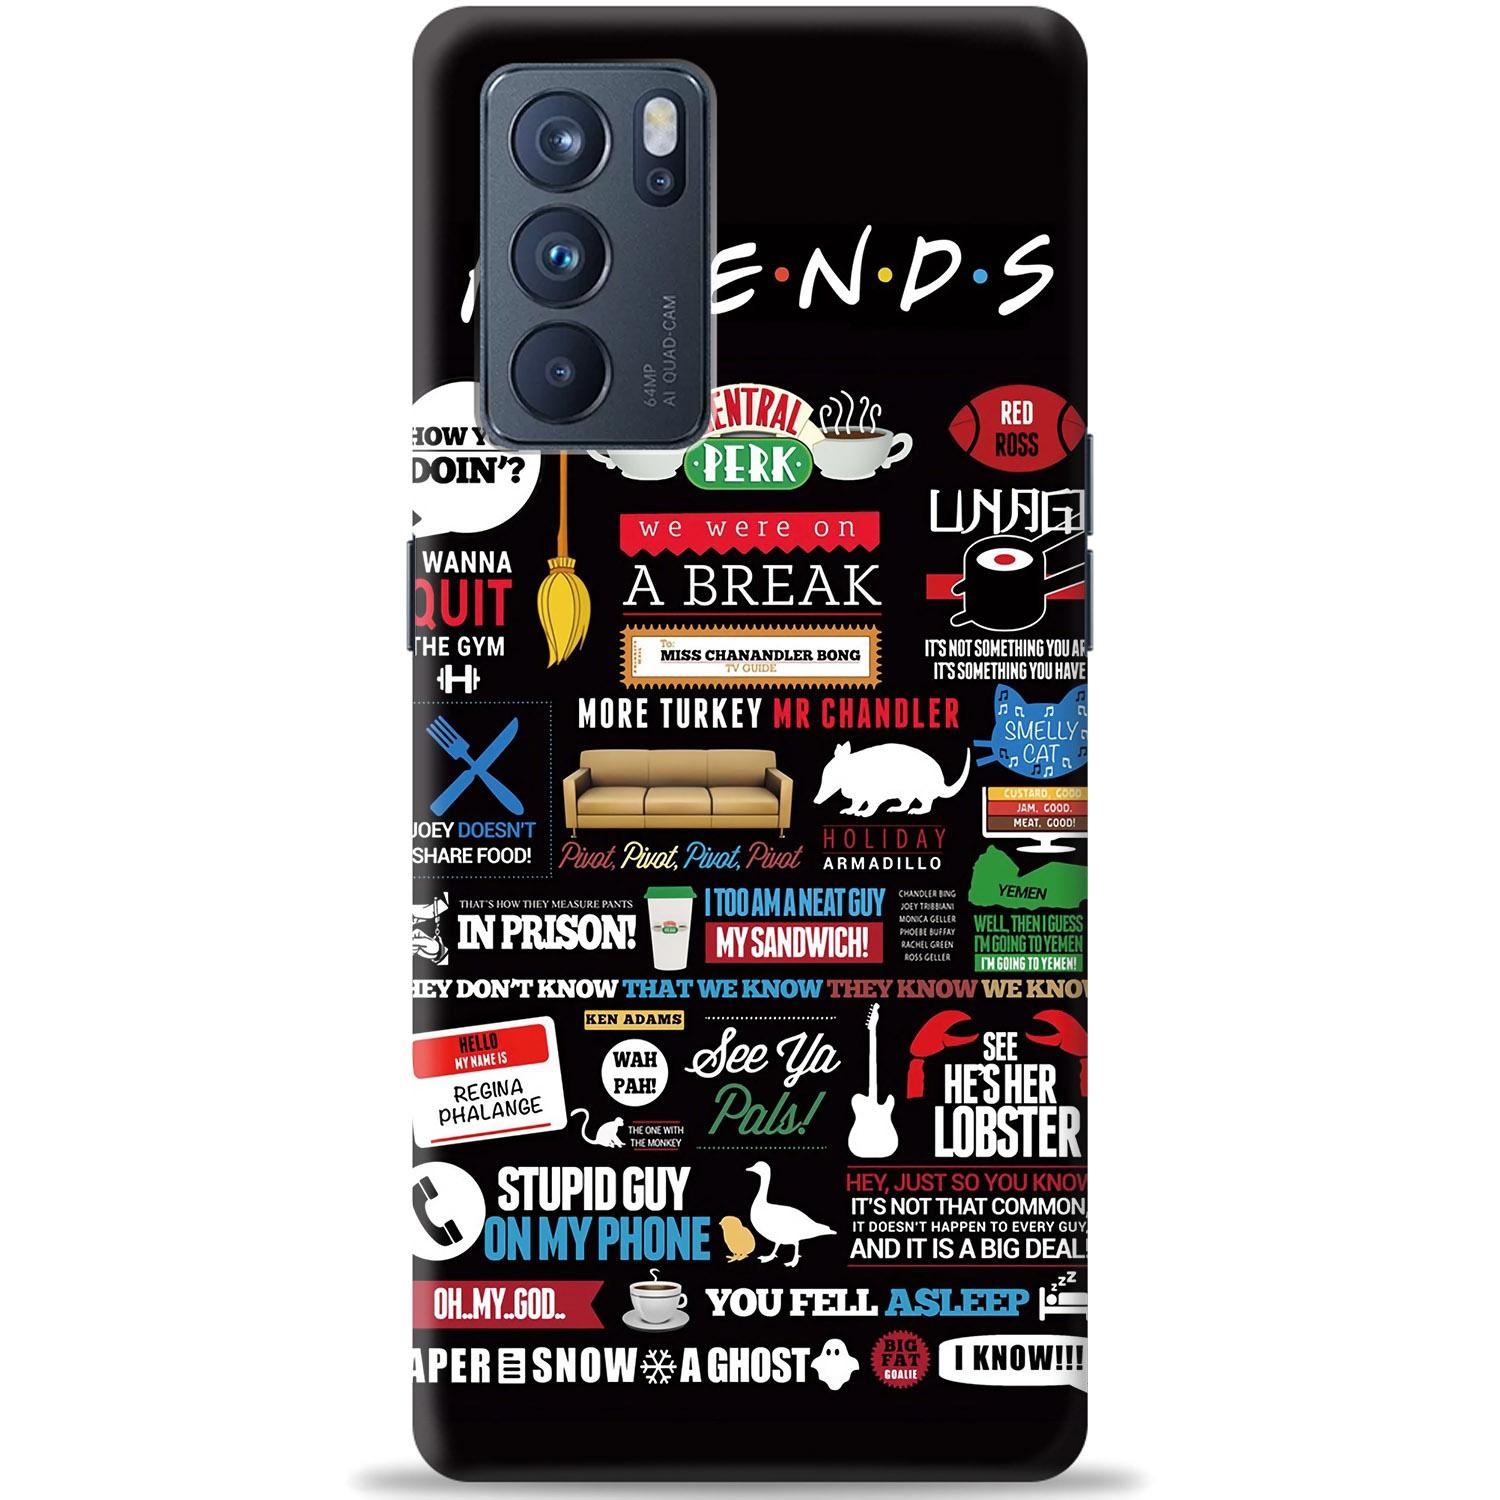 E·N·D·S
64MP
AI QUAD-CAM
HOW Y
DOIN'?
ENTRAL
·PERK·
RED
ROSS
we were on
A BREAK
UNAGI
WANNA
QUIT
THE GYM
To:
MISS CHANANDLER BONG
TV GUIDE
IT'S NOT SOMETHING YOU AR
IT'S SOMETHING YOU HAVE
MORE TURKEY MR CHANDLER
SMELLY
CAT
CUSTARD, GOOD
JAM, GOOD.
MEAT, GOOD!
JOEY DOESN'T
SHARE FOOD!
Pivot, Pivot, Pivot, Pivot
HOLIDAY
ARMADILLO
THAT'S HOW THEY MEASURE PANTS
IN PRISON!
I TOO AM A NEAT GUY
MY SANDWICH!
CHANDLER BING
JOEY TRIBBIANI
MONICA GELLER
PHOEBE BUFFAY
RACHEL GREEN
ROSS GELLER
YEMEN
WELL, THEN I GUESS
I'M GOING TO YEMEN
I'M GOING TO YEMEN!
HEY DON'T KNOW THAT WE KNOW THEY KNOW WE KNOW
HELLO
MY NAME IS
REGINA
PHALANGE
KEN ADAMS
WAH
PAH!
THE ONE WITH
THE MONKEY
See Ya
Pals!
SEE
HE'S HER
LOBSTER
STUPID GUY
ON MY PHONE
HEY, JUST SO YOU KNOW
IT'S NOT THAT COMMON,
IT DOESN'T HAPPEN TO EVERY GUY,
AND IT IS A BIG DEAL!
OH..MY..GOD..
YOU FELL ASLEEP
zzz
APER SNOW A GHOST
BIG
FAT
GOALIE
I KNOW!!!